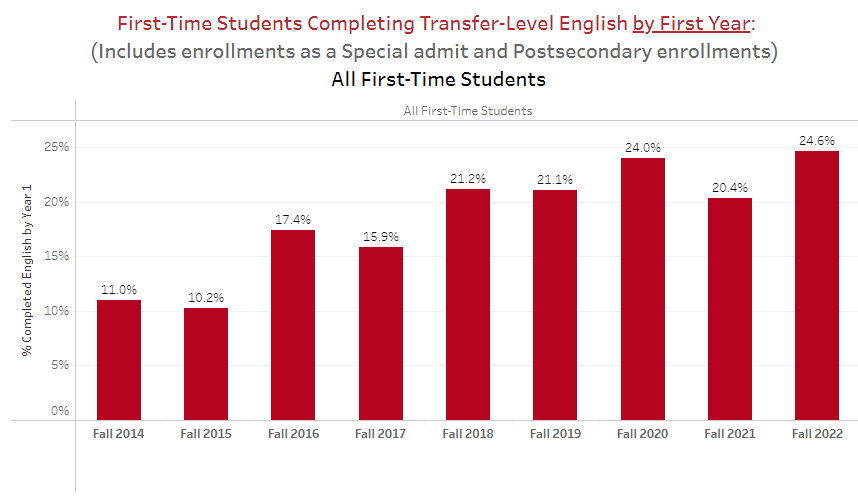 First-Time Students Completing Transfer-Level English by First Year:
(Includes enrollments as a Special admit and Postsecondary enrollments)
All First-Time Students
All First-Time Students
% Completed English by Year 1
25%
20%
15%
10%
5%
0%
11.0%
10.2%
17.4%
15.9%
21.2%
21.1%
24.0%
20.4%
24.6%
Fall 2014
Fall 2015
Fall 2016
Fall 2017
Fall 2018
Fall 2019
Fall 2020
Fall 2021
Fall 2022